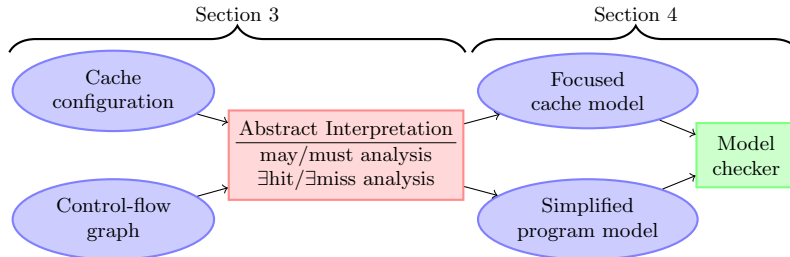 Section 3
Section 4
Cache
configuration
Control-flow
graph
Abstract Interpretation
may/must analysis
∃hit/∃miss analysis
Focused
cache model
Simplified
program model
Model
checker